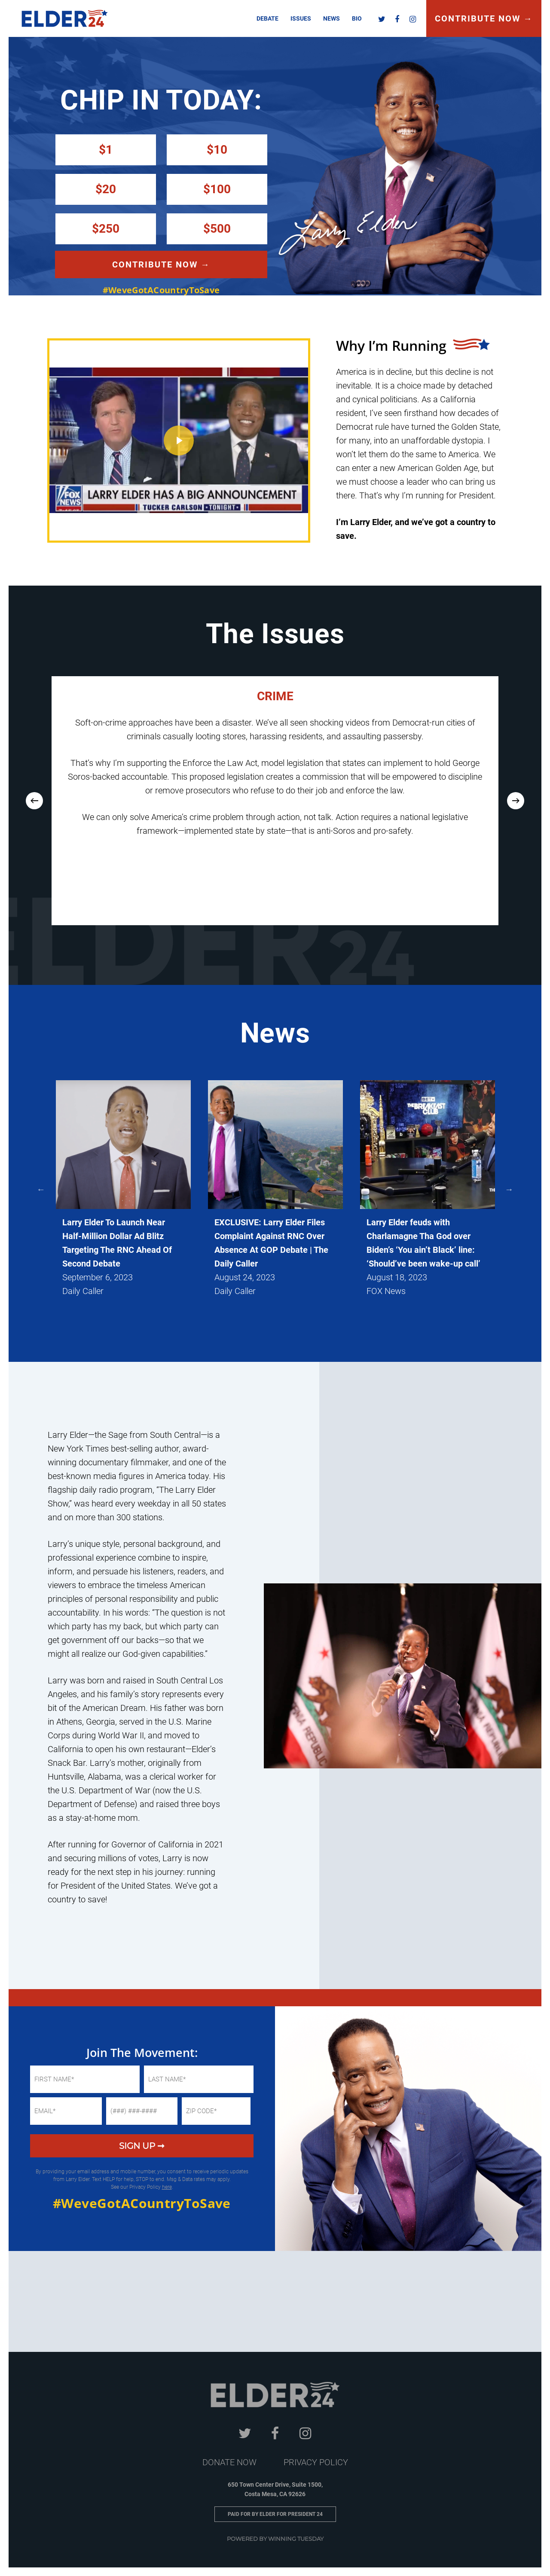 ELDER24
DEBATE ISSUES NEWS BIO
CONTRIBUTE NOW →
CHIP IN TODAY:
$1 $10
$20 $100
$250 $500
CONTRIBUTE NOW →
#WeveGotACountryToSave
Larry Elder
FOX NEWS
LARRY ELDER HAS A BIG ANNOUNCEMENT
TUCKER CARLSON TONIGHT
Why I’m Running
America is in decline, but this decline is not
inevitable. It is a choice made by detached
and cynical politicians. As a California
resident, I’ve seen firsthand how decades of
Democrat rule have turned the Golden State,
for many, into an unaffordable dystopia. I
won’t let them do the same to America. We
can enter a new American Golden Age, but
we must choose a leader who can bring us
there. That’s why I’m running for President.
I’m Larry Elder, and we’ve got a country to
save.
The Issues
CRIME
Soft-on-crime approaches have been a disaster. We’ve all seen shocking videos from Democrat-run cities of
criminals casually looting stores, harassing residents, and assaulting passersby.
That’s why I’m supporting the Enforce the Law Act, model legislation that states can implement to hold George
Soros-backed accountable. This proposed legislation creates a commission that will be empowered to discipline
or remove prosecutors who refuse to do their job and enforce the law.
We can only solve America’s crime problem through action, not talk. Action requires a national legislative
framework—implemented state by state—that is anti-Soros and pro-safety.
← →
ELDER24
News
← →
THE BREAKFAST CLUB
Larry Elder To Launch Near
Half-Million Dollar Ad Blitz
Targeting The RNC Ahead Of
Second Debate
September 6, 2023
Daily Caller
EXCLUSIVE: Larry Elder Files
Complaint Against RNC Over
Absence At GOP Debate | The
Daily Caller
August 24, 2023
Daily Caller
Larry Elder feuds with
Charlamagne Tha God over
Biden’s ‘You ain’t Black’ line:
‘Should’ve been wake-up call’
August 18, 2023
FOX News
Larry Elder—the Sage from South Central—is a
New York Times best-selling author, award-
winning documentary filmmaker, and one of the
best-known media figures in America today. His
flagship daily radio program, “The Larry Elder
Show,” was heard every weekday in all 50 states
and on more than 300 stations.
Larry’s unique style, personal background, and
professional experience combine to inspire,
inform, and persuade his listeners, readers, and
viewers to embrace the timeless American
principles of personal responsibility and public
accountability. In his words: “The question is not
which party has my back, but which party can
get government off our backs—so that we
might all realize our God-given capabilities.”
Larry was born and raised in South Central Los
Angeles, and his family’s story represents every
bit of the American Dream. His father was born
in Athens, Georgia, served in the U.S. Marine
Corps during World War II, and moved to
California to open his own restaurant—Elder’s
Snack Bar. Larry’s mother, originally from
Huntsville, Alabama, was a clerical worker for
the U.S. Department of War (now the U.S.
Department of Defense) and raised three boys
as a stay-at-home mom.
After running for Governor of California in 2021
and securing millions of votes, Larry is now
ready for the next step in his journey: running
for President of the United States. We’ve got a
country to save!
Join The Movement:
FIRST NAME* LAST NAME*
EMAIL* (###) ###-#### ZIP CODE*
SIGN UP →
By providing your email address and mobile number, you consent to receive periodic updates
from Larry Elder. Text HELP for help, STOP to end. Msg & Data rates may apply.
See our Privacy Policy here
#WeveGotACountryToSave
ELDER24
DONATE NOW PRIVACY POLICY
650 Town Center Drive, Suite 1500,
Costa Mesa, CA 92626
PAID FOR BY ELDER FOR PRESIDENT 24
POWERED BY WINNING TUESDAY